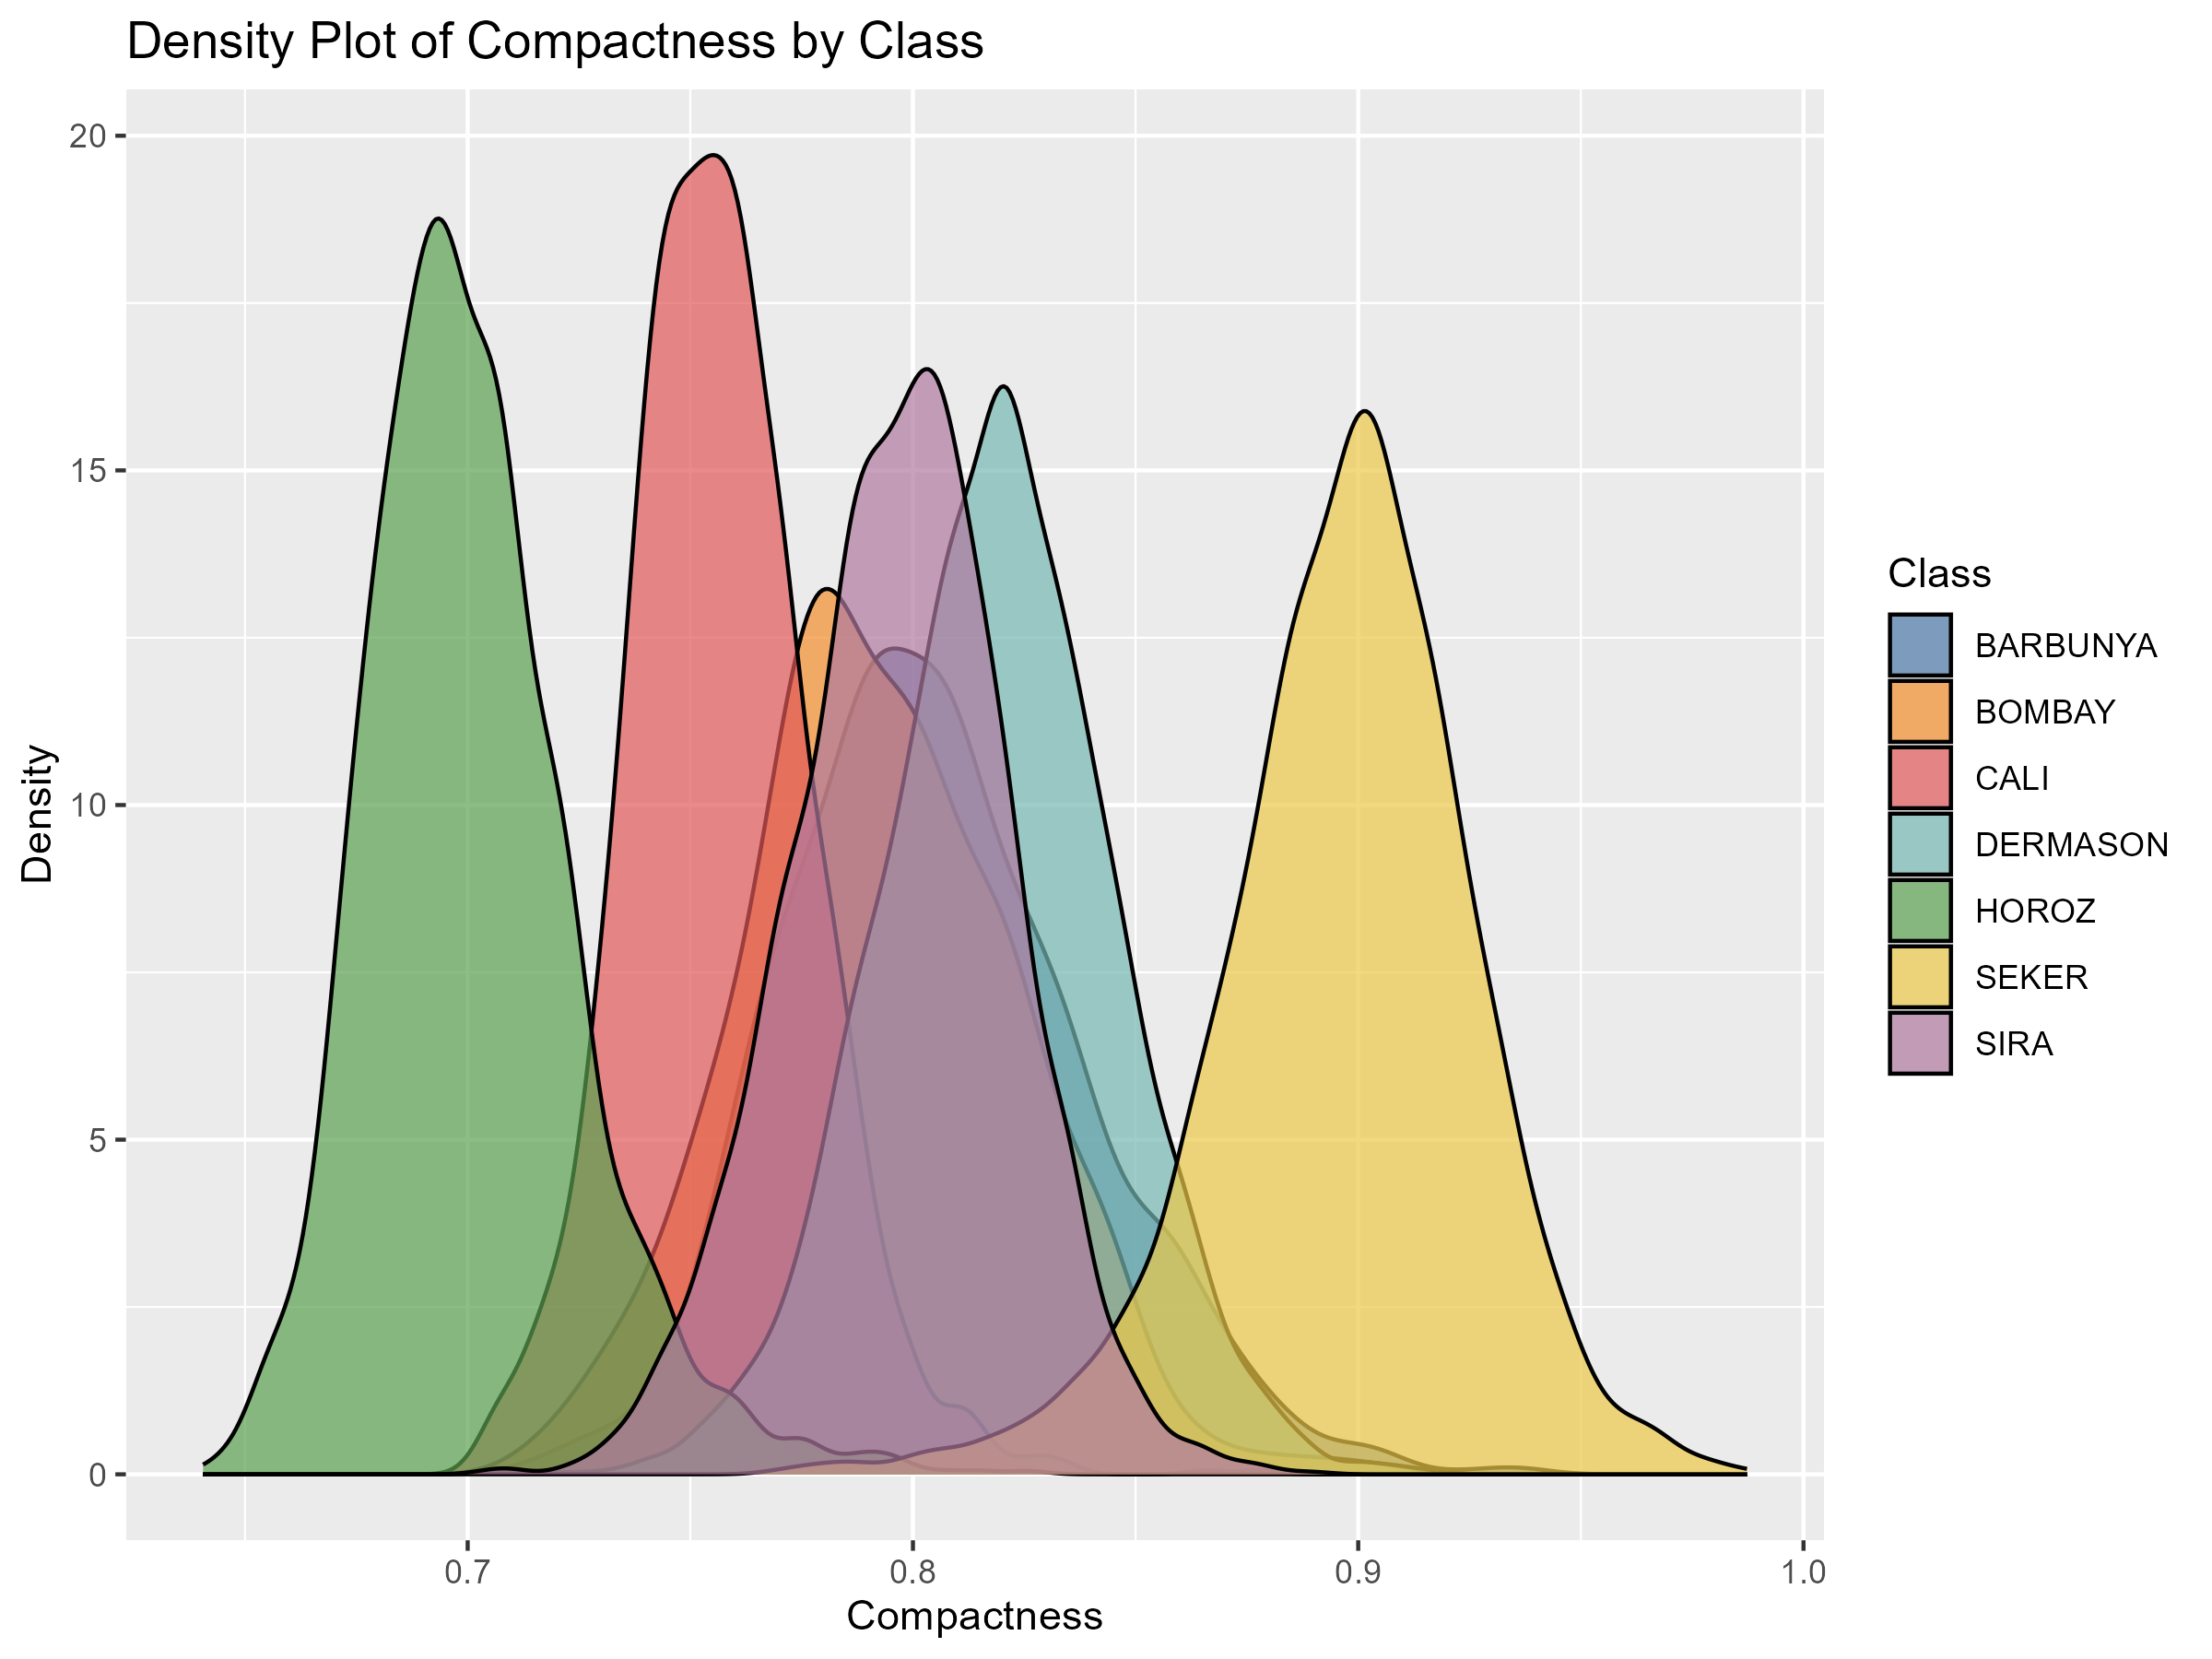 Density Plot of Compactness by Class
20
15
10
5
0
Density
0.7 0.8 0.9 1.0
Compactness
Class
BARBUNYA
BOMBAY
CALI
DERMASON
HOROZ
SEKER
SIRA